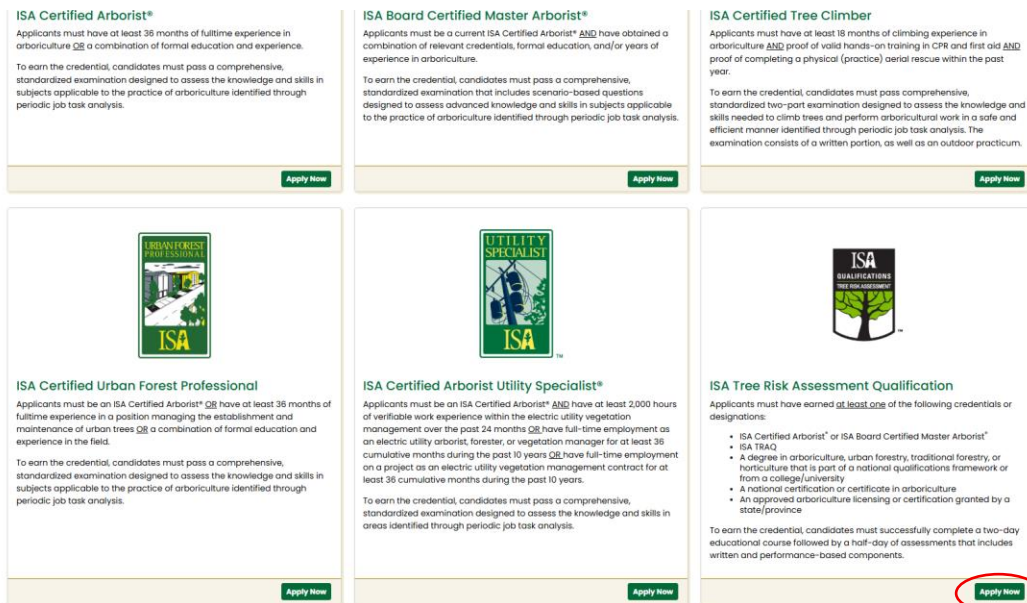 ISA Certified Arborist®
Applicants must have at least 36 months of fulltime experience in
arboriculture OR a combination of formal education and experience.
To earn the credential, candidates must pass a comprehensive,
standardized examination designed to assess the knowledge and skills in
subjects applicable to the practice of arboriculture identified through
periodic job task analysis.
Apply Now
ISA Board Certified Master Arborist®
Applicants must be a current ISA Certified Arborist® AND have obtained a
combination of relevant credentials, formal education, and/or years of
experience in arboriculture.
To earn the credential, candidates must pass a comprehensive,
standardized examination that includes scenario-based questions
designed to assess advanced knowledge and skills in subjects applicable
to the practice of arboriculture identified through periodic job task analysis.
Apply Now
ISA Certified Tree Climber
Applicants must have at least 18 months of climbing experience in
arboriculture AND proof of valid hands-on training in CPR and first aid AND
proof of completing a physical (practice) aerial rescue within the past
year.
To earn the credential, candidates must pass comprehensive,
standardized two-part examination designed to assess the knowledge and
skills needed to climb trees and perform arboricultural work in a safe and
efficient manner identified through periodic job task analysis. The
examination consists of a written portion, as well as an outdoor practicum.
Apply Now
URBAN FOREST
PROFESSIONAL
ISA
ISA Certified Urban Forest Professional
Applicants must be an ISA Certified Arborist® OR have at least 36 months of
fulltime experience in a position managing the establishment and
maintenance of urban trees OR a combination of formal education and
experience in the field.
To earn the credential, candidates must pass a comprehensive,
standardized examination designed to assess the knowledge and skills in
subjects applicable to the practice of arboriculture identified through
periodic job task analysis.
Apply Now
UTILITY
SPECIALIST
ISA
TM
ISA Certified Arborist Utility Specialist®
Applicants must be an ISA Certified Arborist® AND have at least 2,000 hours
of verifiable work experience within the electric utility vegetation
management over the past 24 months OR have full-time employment as
an electric utility arborist, forester, or vegetation manager for at least 36
cumulative months during the past 10 years OR have full-time employment
on a project as an electric utility vegetation management contract for at
least 36 cumulative months during the past 10 years.
To earn the credential, candidates must pass a comprehensive,
standardized examination designed to assess the knowledge and skills in
areas identified through periodic job task analysis.
Apply Now
ISA
QUALIFICATIONS
TREE RISK ASSESSMENT
TM
ISA Tree Risk Assessment Qualification
Applicants must have earned at least one of the following credentials or
designations:
• ISA Certified Arborist® or ISA Board Certified Master Arborist®
• ISA TRAQ
• A degree in arboriculture, urban forestry, traditional forestry, or
horticulture that is part of a national qualifications framework or
from a college/university
• A national certification or certificate in arboriculture
• An approved arboriculture licensing or certification granted by a
state/province
To earn the credential, candidates must successfully complete a two-day
educational course followed by a half-day of assessments that includes
written and performance-based components.
Apply Now